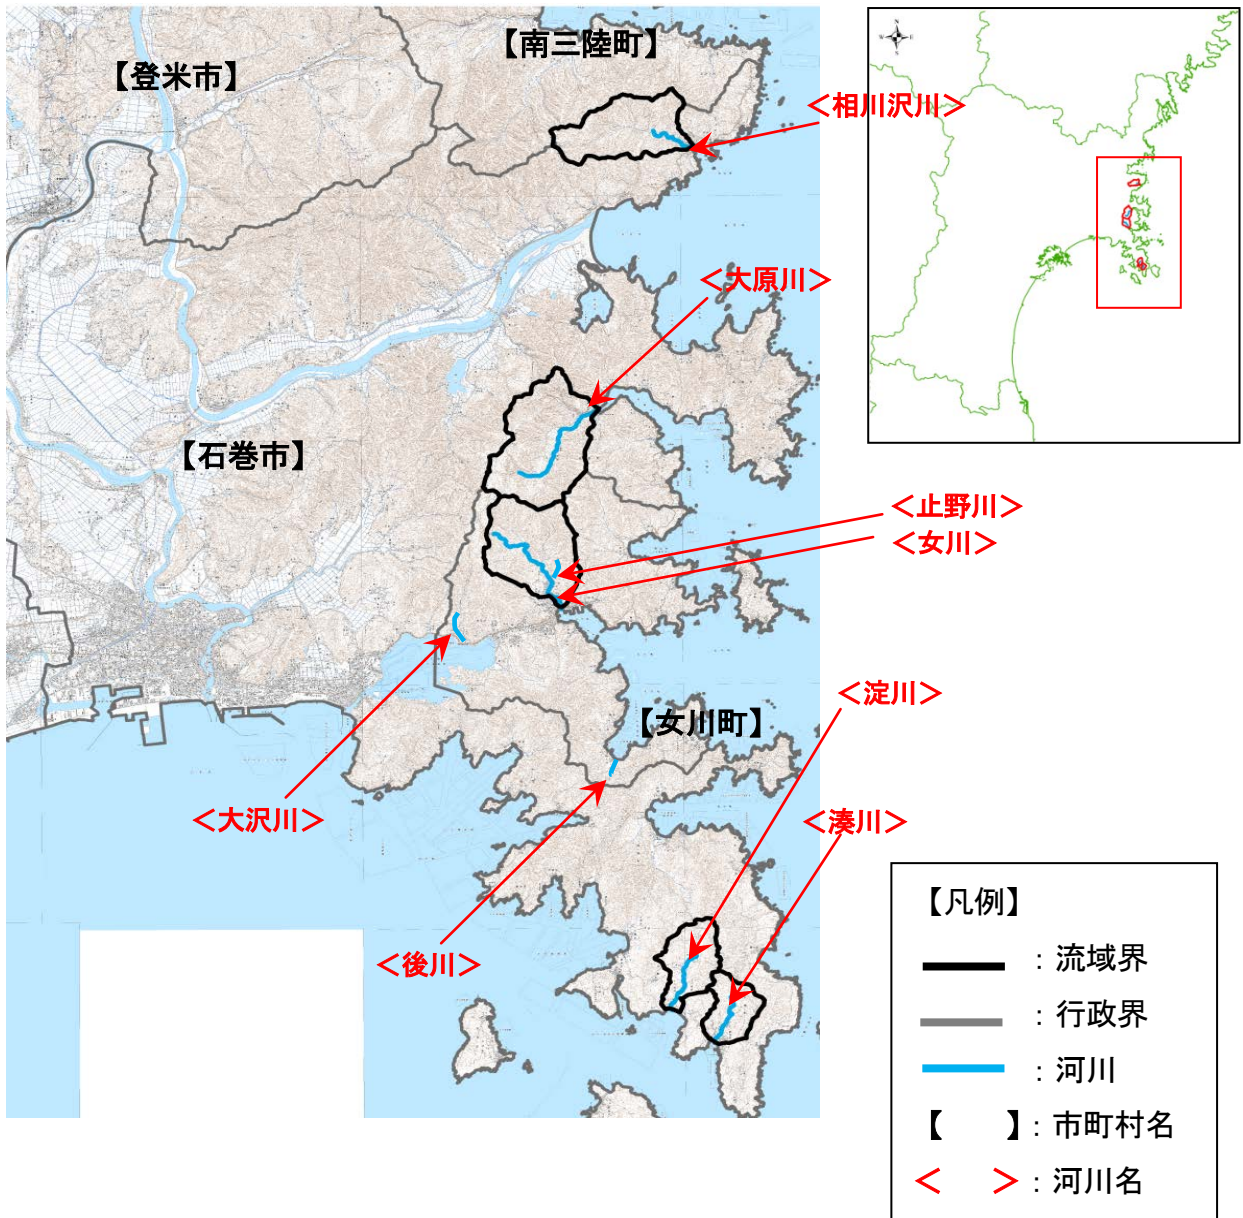 【南三陸町】
【登米市】
＜相川沢川＞
＜大原川＞
【石巻市】
＜止野川＞
＜女川＞
＜淀川＞
【女川町】
＜大沢川＞
＜湊川＞
＜後川＞
【凡例】
：流域界
：行政界
：河川
【　　】：市町村名
＜　　＞：河川名